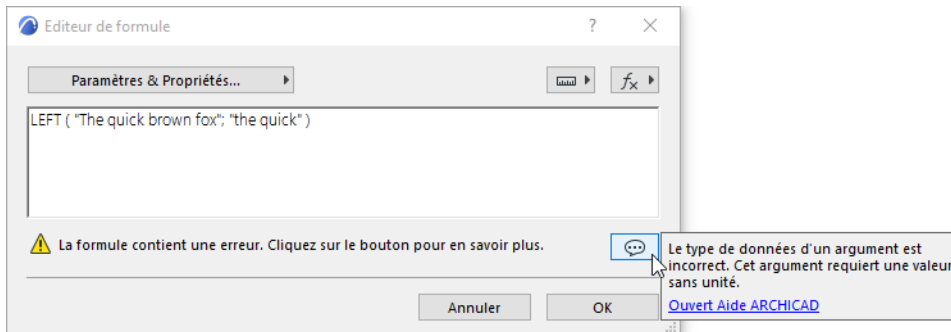 Editeur de formule
Paramètres & Propriétés...
LEFT ( "The quick brown fox"; "the quick" )
La formule contient une erreur. Cliquez sur le bouton pour en savoir plus.
Le type de données d'un argument est
incorrect. Cet argument requiert une valeur
sans unité.
Ouvert Aide ARCHICAD
Annuler
OK